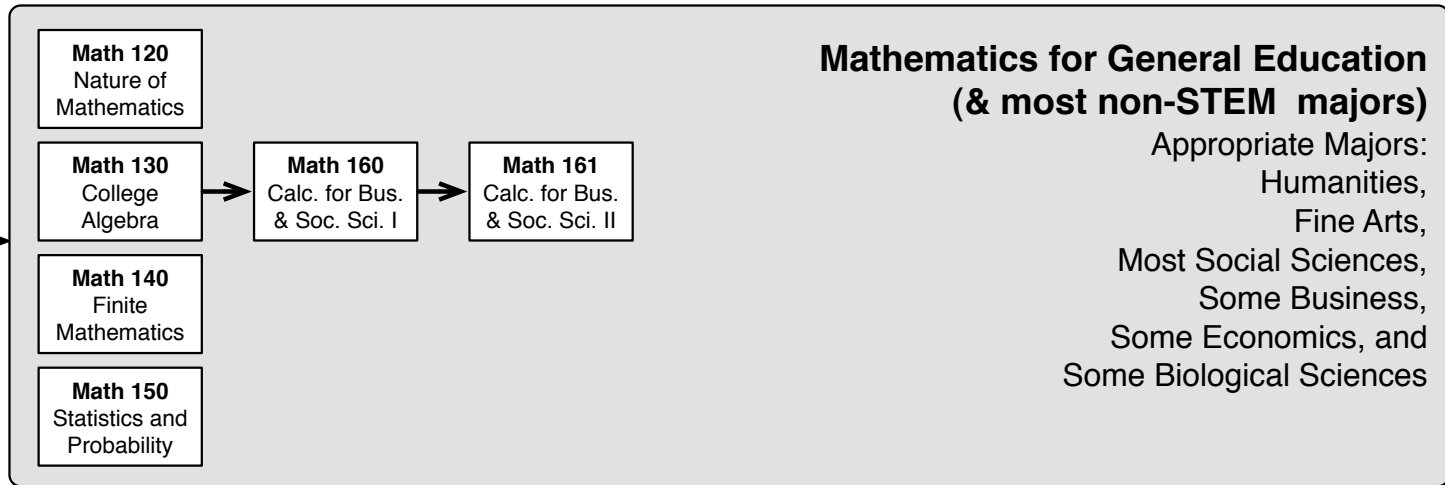 Math 120
Nature of
Mathematics
Math 130
College
Algebra
Math 160
Calc. for Bus.
& Soc. Sci. I
Math 161
Calc. for Bus.
& Soc. Sci. II
Math 140
Finite
Mathematics
Math 150
Statistics and
Probability
Mathematics for General Education
(& most non-STEM majors)
Appropriate Majors:
Humanities,
Fine Arts,
Most Social Sciences,
Some Business,
Some Economics, and
Some Biological Sciences